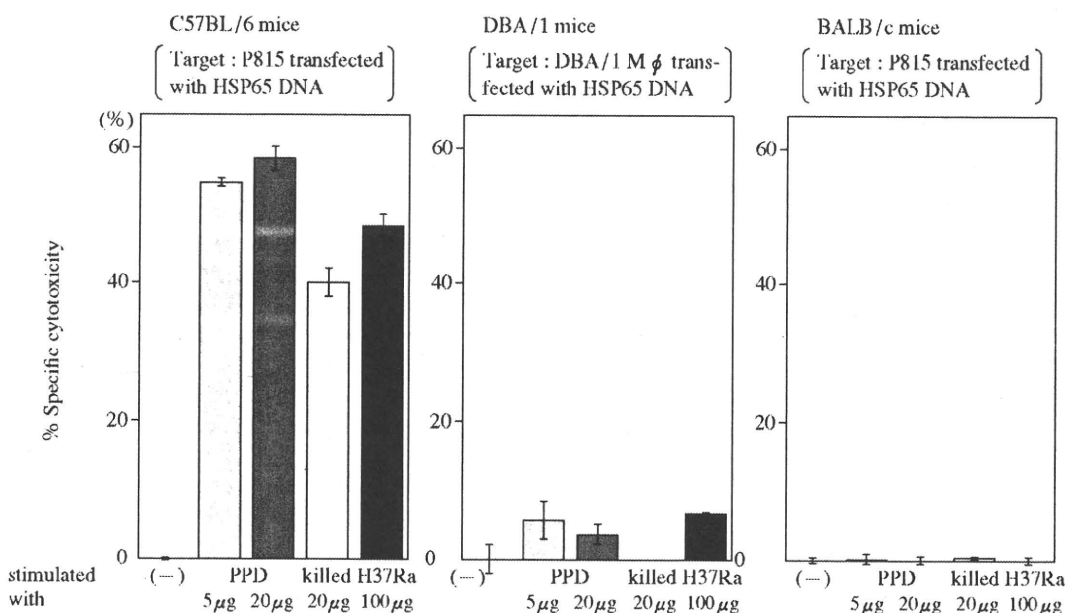 C57BL/6 mice
Target : P815 transfected
with HSP65 DNA
DBA/1 mice
Target : DBA/1 M ϕ trans-
fected with HSP65 DNA
BALB/c mice
Target : P815 transfected
with HSP65 DNA
(%)
60
40
20
0
% Specific cytotoxicity
60
40
20
0
60
40
20
0
stimulated
with
(—) PPD killed H37Ra
5μg 20μg 20μg 100μg
(—) PPD killed H37Ra
5μg 20μg 20μg 100μg
(—) PPD killed H37Ra
5μg 20μg 20μg 100μg